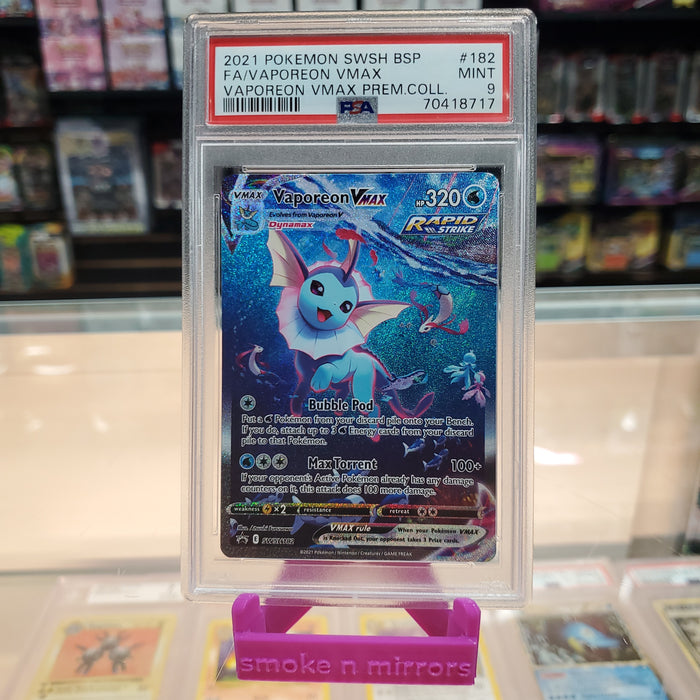 2021 POKEMON SWSH BSP #182
FA/VAPOREON VMAX MINT
VAPOREON VMAX PREM.COLL. 9
PSA 70418717
VMAX Vaporeon VMAX HP 320
Evolves from Vaporeon V
Dynamax
RAPID STRIKE
Bubble Pod
Put a Pokémon from your discard pile onto your Bench.
If you do, attach up to 3 Energy cards from your discard
pile to that Pokémon.
Max Torrent 100+
If your opponent's Active Pokémon already has any damage
counters on it, this attack does 100 more damage.
weakness ×2 resistance retreat
VMAX rule When your Pokémon VMAX
is Knocked Out, your opponent takes 3 Prize cards.
SWSH182
©2021 Pokémon / Nintendo / Creatures / GAME FREAK
smoke n mirrors